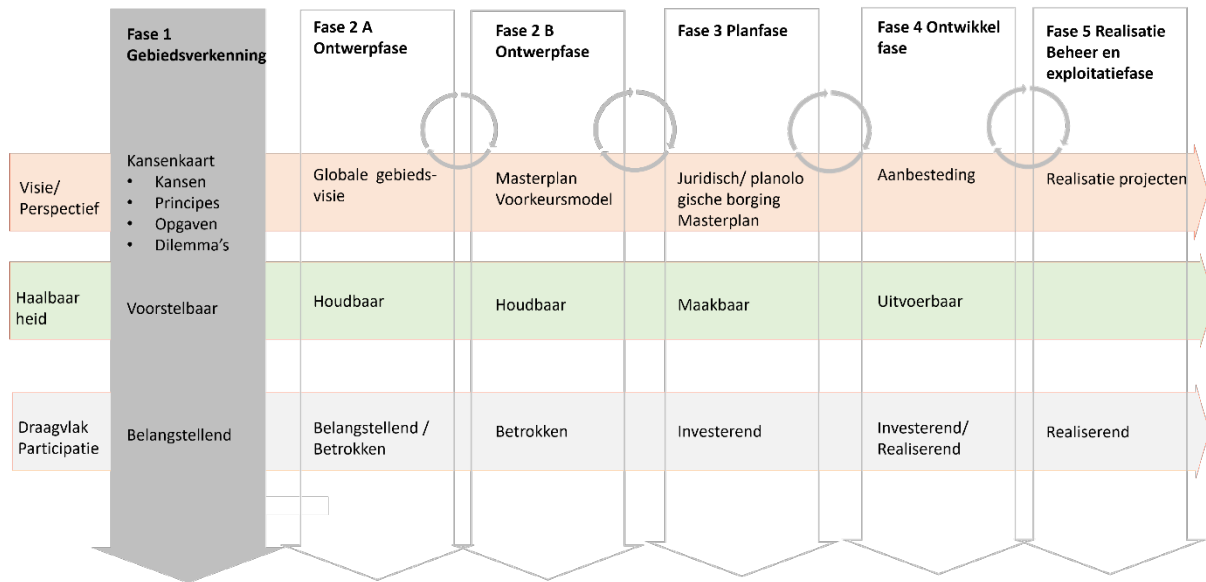 Fase 1
Gebiedsverkenning
Fase 2 A
Ontwerpfase
Fase 2 B
Ontwerpfase
Fase 3 Planfase
Fase 4 Ontwikkel
fase
Fase 5 Realisatie
Beheer en
exploitatiefase
Visie/
Perspectief
Kansenkaart
• Kansen
• Principes
• Opgaven
• Dilemma’s
Globale gebieds-
visie
Masterplan
Voorkeursmodel
Juridisch/ planolo
gische borging
Masterplan
Aanbesteding
Realisatie projecten
Haalbaar
heid
Voorstelbaar
Houdbaar
Houdbaar
Maakbaar
Uitvoerbaar
Draagvlak
Participatie
Belangstellend
Belangstellend /
Betrokken
Betrokken
Investerend
Investerend/
Realiserend
Realiserend